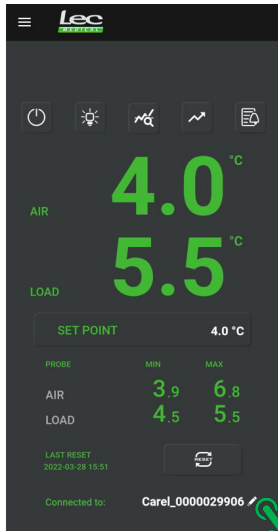 Lec
MEDICAL
°C
AIR 4.0
°C
LOAD 5.5
SET POINT 4.0 °C
PROBE MIN MAX
AIR 3.9 6.8
LOAD 4.5 5.5
LAST RESET
2022-03-28 15:51
RESET
Connected to: Carel_0000029906